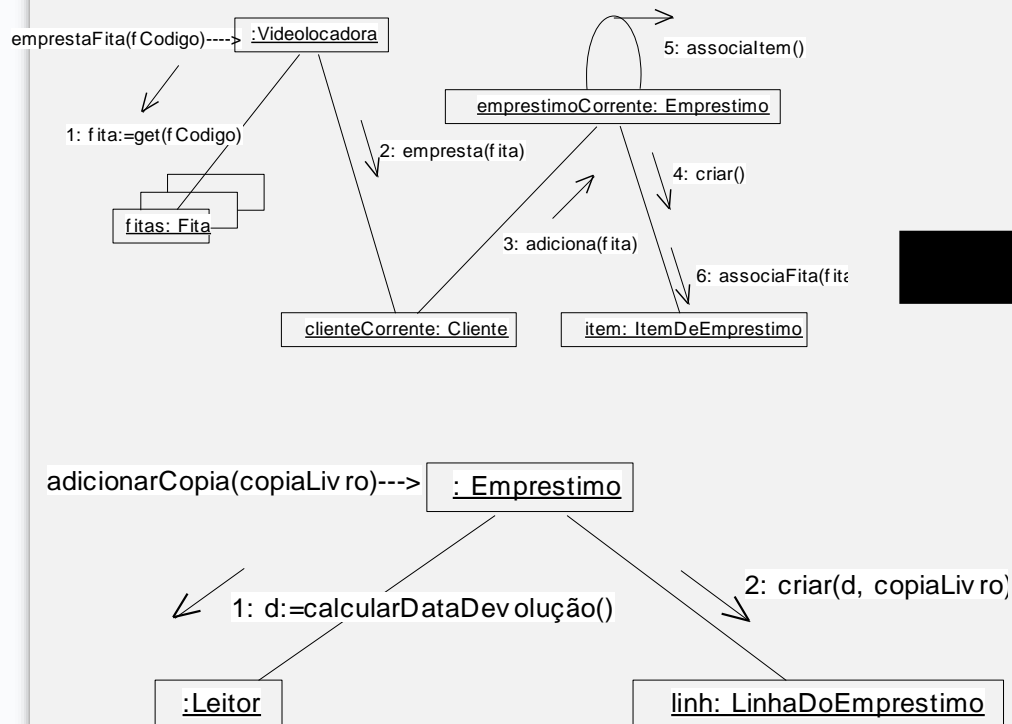 emprestaFita(fCodigo)---->
:Videolocadora
5: associaItem()
emprestimoCorrente: Emprestimo
1: fita:=get(fCodigo)
2: empresta(fita)
4: criar()
fitas: Fita
3: adiciona(fita)
6: associaFita(fita
clienteCorrente: Cliente
item: ItemDeEmprestimo
adicionarCopia(copiaLivro)--->
: Emprestimo
1: d:=calcularDataDevolução()
2: criar(d, copiaLivro)
:Leitor
linh: LinhaDoEmprestimo